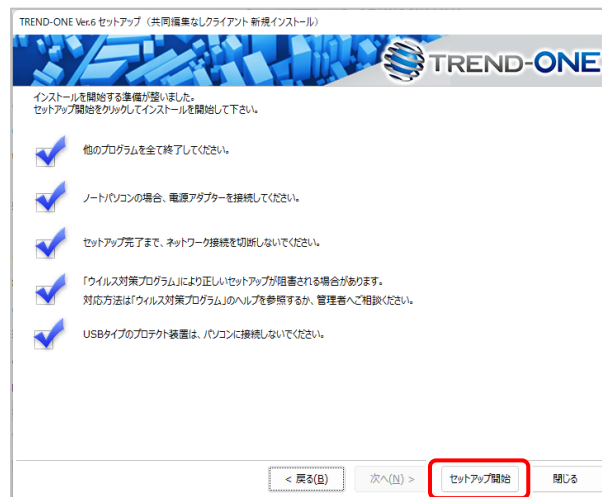 TREND-ONE Ver.6 セットアップ（共同編集なしクライアント 新規インストール）
TREND-ONE
インストールを開始する準備が整いました。
セットアップ開始をクリックしてインストールを開始して下さい。
他のプログラムを全て終了してください。
ノートパソコンの場合、電源アダプターを接続してください。
セットアップ完了まで、ネットワーク接続を切断しないでください。
「ウイルス対策プログラム」により正しいセットアップが阻害される場合があります。
対応方法は「ウィルス対策プログラム」のヘルプを参照するか、管理者へご相談ください。
USBタイプのプロテクト装置は、パソコンに接続しないでください。
< 戻る(B) 次へ(N) > セットアップ開始 閉じる